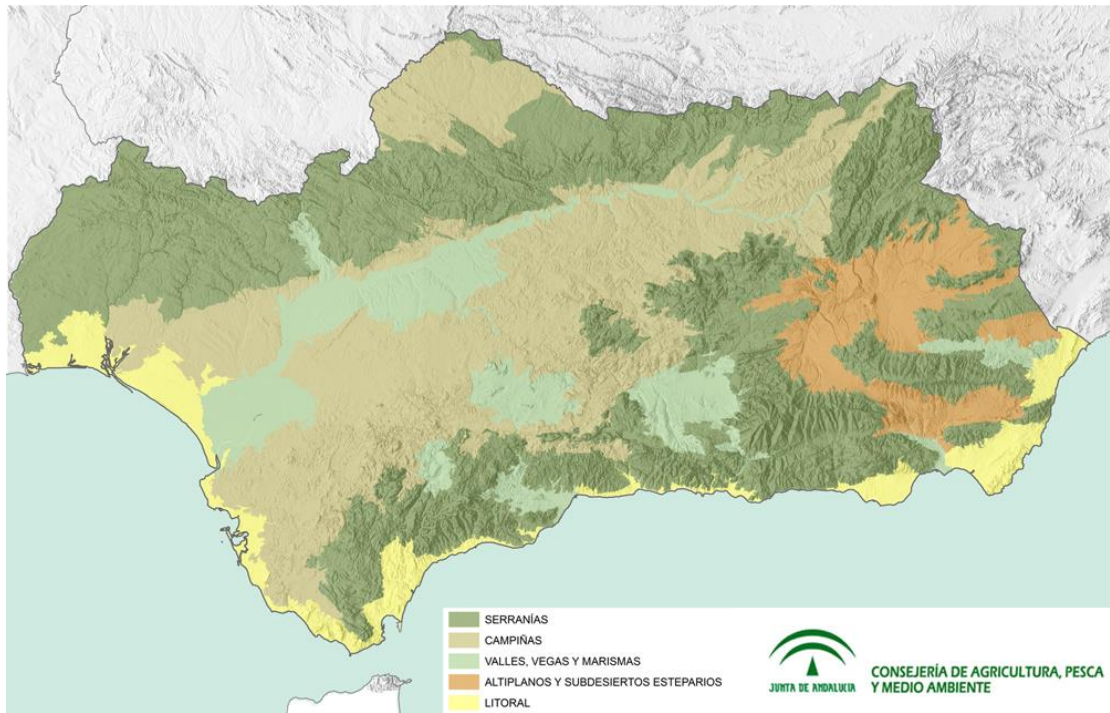 SERRANÍAS
CAMPIÑAS
VALLES, VEGAS Y MARISMAS
ALTIPLANOS Y SUBDESIERTOS ESTEPARIOS
LITORAL
JUNTA DE ANDALUCIA
CONSEJERÍA DE AGRICULTURA, PESCA
Y MEDIO AMBIENTE